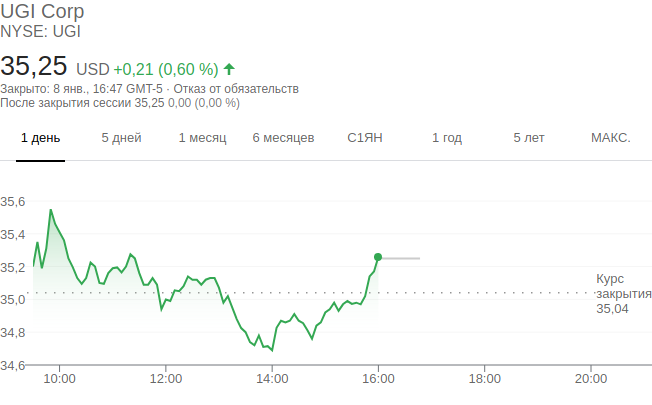 UGI Corp
NYSE: UGI
35,25 USD +0,21 (0,60 %)
Закрыто: 8 янв., 16:47 GMT-5 · Отказ от обязательств
После закрытия сессии 35,25 0,00 (0,00 %)
1 день 5 дней 1 месяц 6 месяцев С1ЯН 1 год 5 лет МАКС.
35,6
35,4
35,2
35,0
34,8
34,6
Курс
закрытия
35,04
10:00 12:00 14:00 16:00 18:00 20:00